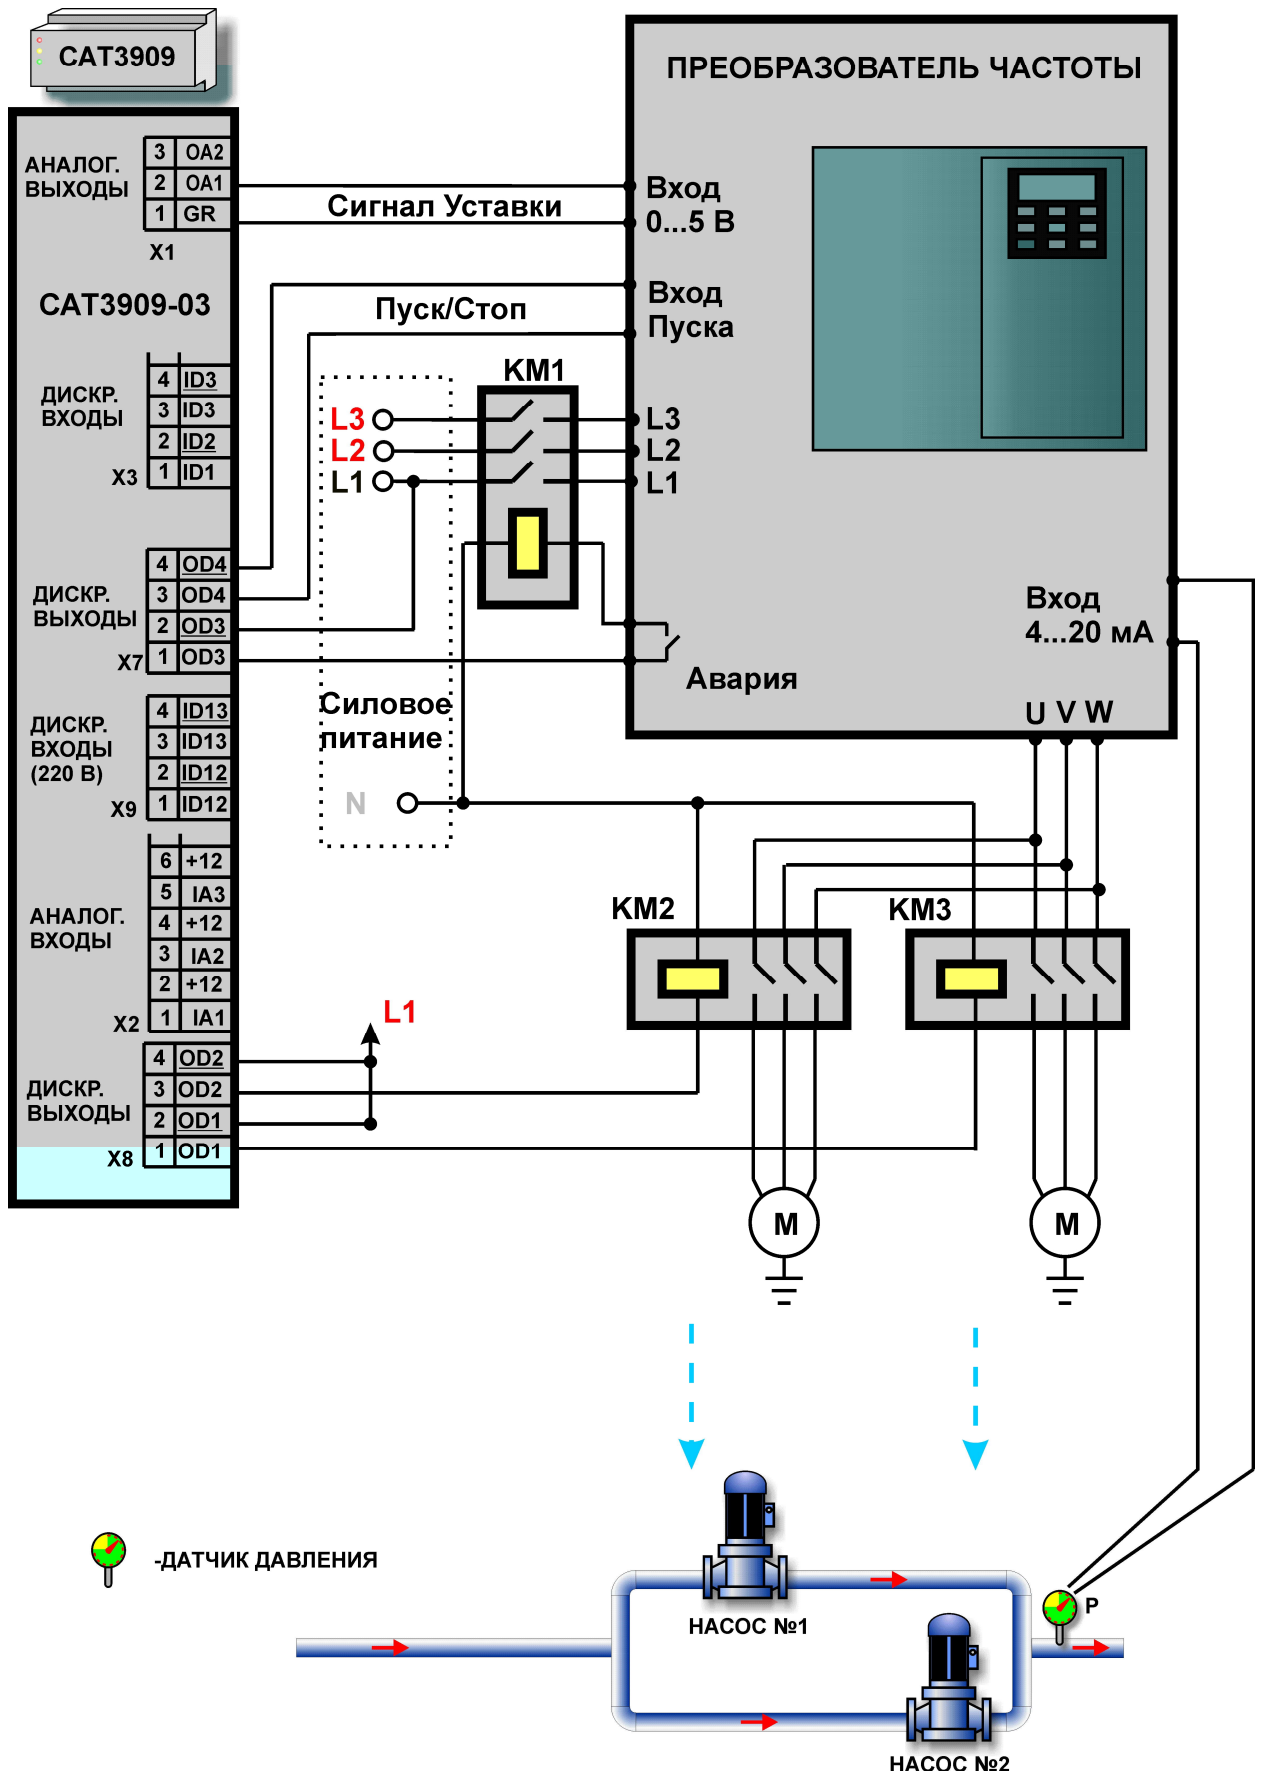 САТ3909
ПРЕОБРАЗОВАТЕЛЬ ЧАСТОТЫ
АНАЛОГ.
ВЫХОДЫ
3 OA2
2 OA1
1 GR
X1
Сигнал Уставки
Вход
0...5 В
САТ3909-03
Пуск/Стоп
Вход
Пуска
ДИСКР.
ВХОДЫ
4 ID3
3 ID3
2 ID2
1 ID1
X3
KM1
L3
L2
L1
L3
L2
L1
ДИСКР.
ВЫХОДЫ
4 OD4
3 OD4
2 OD3
1 OD3
X7
Вход
4...20 мА
Авария
Силовое
питание
N
U V W
ДИСКР.
ВХОДЫ
(220 В)
4 ID13
3 ID13
2 ID12
1 ID12
X9
АНАЛОГ.
ВХОДЫ
6 +12
5 IA3
4 +12
3 IA2
2 +12
1 IA1
X2
KM2
KM3
L1
ДИСКР.
ВЫХОДЫ
4 OD2
3 OD2
2 OD1
1 OD1
X8
M
M
-ДАТЧИК ДАВЛЕНИЯ
P
НАСОС №1
НАСОС №2